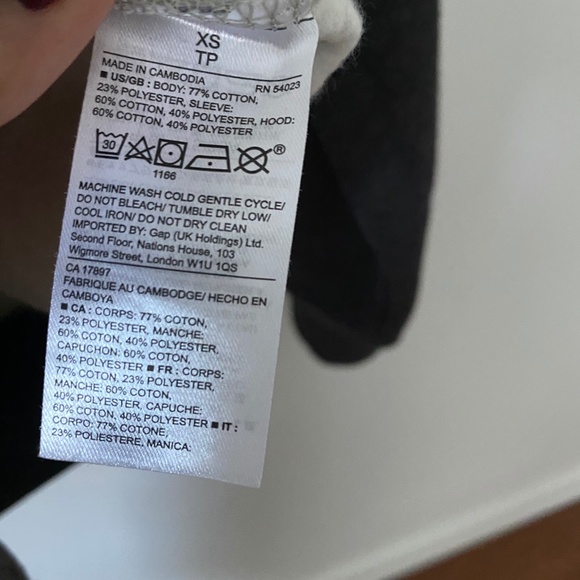 XS
TP
MADE IN CAMBODIA RN 54023
■ US/GB : BODY: 77% COTTON,
23% POLYESTER, SLEEVE:
60% COTTON, 40% POLYESTER, HOOD:
60% COTTON, 40% POLYESTER
30 ®
1166
MACHINE WASH COLD GENTLE CYCLE/
DO NOT BLEACH/ TUMBLE DRY LOW/
COOL IRON/ DO NOT DRY CLEAN
IMPORTED BY: Gap (UK Holdings) Ltd.
Second Floor, Nations House, 103
Wigmore Street, London W1U 1QS
CA 17897
FABRIQUE AU CAMBODGE/ HECHO EN
CAMBOYA
■ CA : CORPS: 77% COTON,
23% POLYESTER, MANCHE:
60% COTON, 40% POLYESTER,
CAPUCHON: 60% COTON,
40% POLYESTER ■ FR : CORPS:
77% COTON, 23% POLYESTER,
MANCHE: 60% COTON,
40% POLYESTER, CAPUCHE:
60% COTON, 40% POLYESTER ■ IT :
CORPO: 77% COTONE,
23% POLIESTERE, MANICA: